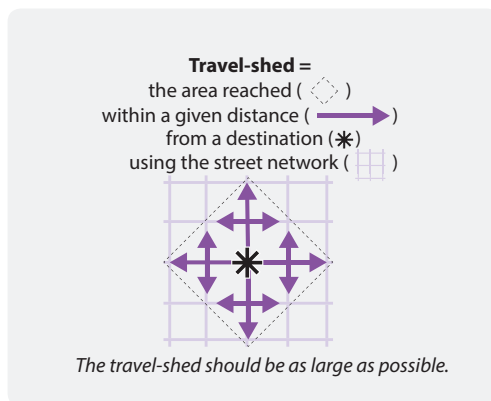 Travel-shed =
the area reached ( )
within a given distance ( )
from a destination ( )
using the street network ( )
The travel-shed should be as large as possible.